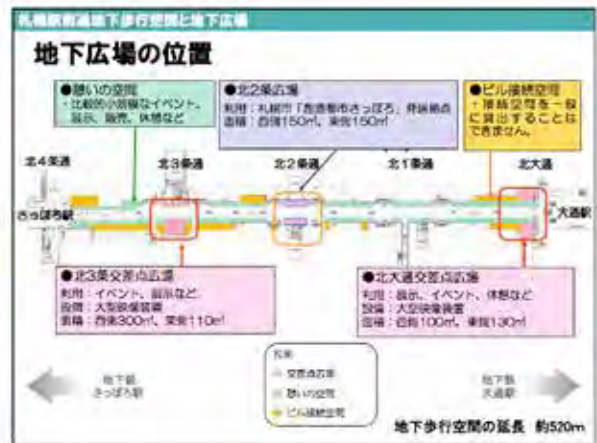 札幌駅前通地下歩行空間と地下広場
地下広場の位置
●憩いの空間
・比較的小規模なイベント、
展示、販売、休憩など
●北2条広場
利用：札幌市「創造都市さっぽろ」発信拠点
面積：西側150㎡、東側150㎡
●ビル接続空間
・接続空間を一般
に貸出することは
できません。
北4条通
北3条通
北2条通
北1条通
北大通
さっぽろ駅
大通駅
●北3条交差点広場
利用：イベント、展示など
設備：大型映像装置
面積：西側300㎡、東側110㎡
●北大通交差点広場
利用：展示、イベント、休憩など
設備：大型映像装置
面積：西側100㎡、東側130㎡
凡例
交差点広場
憩いの空間
ビル接続空間
地下鉄
さっぽろ駅
地下鉄
大通駅
地下歩行空間の延長 約520m